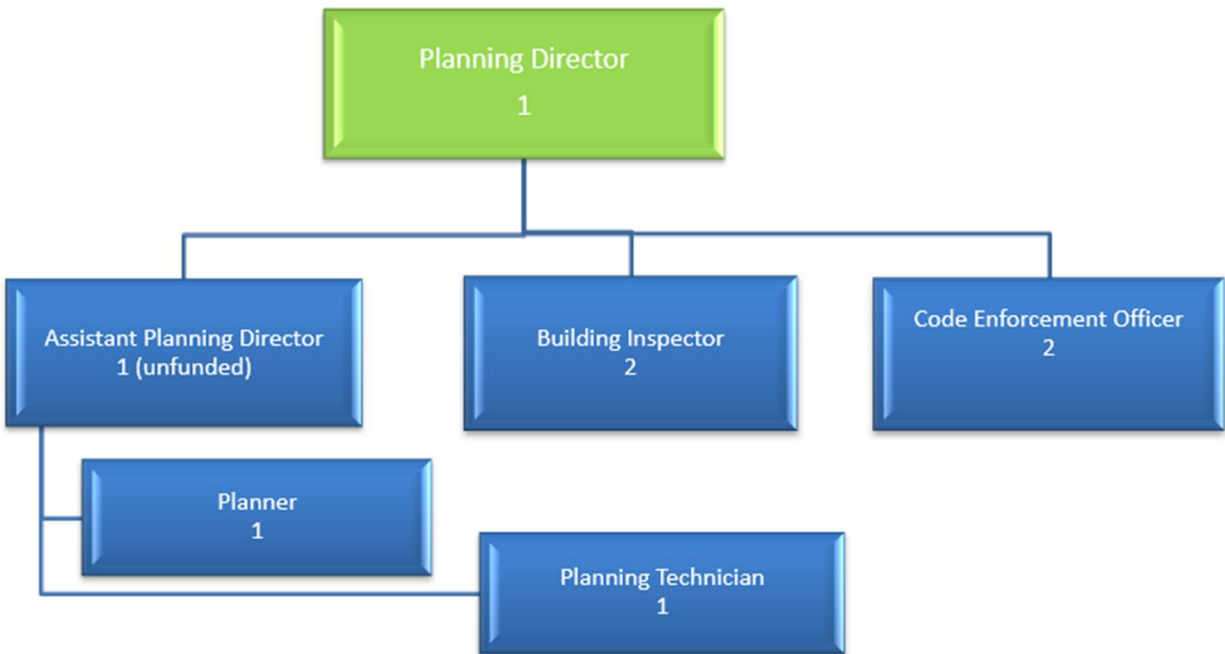 Planning Director
1
Assistant Planning Director
1 (unfunded)
Building Inspector
2
Code Enforcement Officer
2
Planner
1
Planning Technician
1